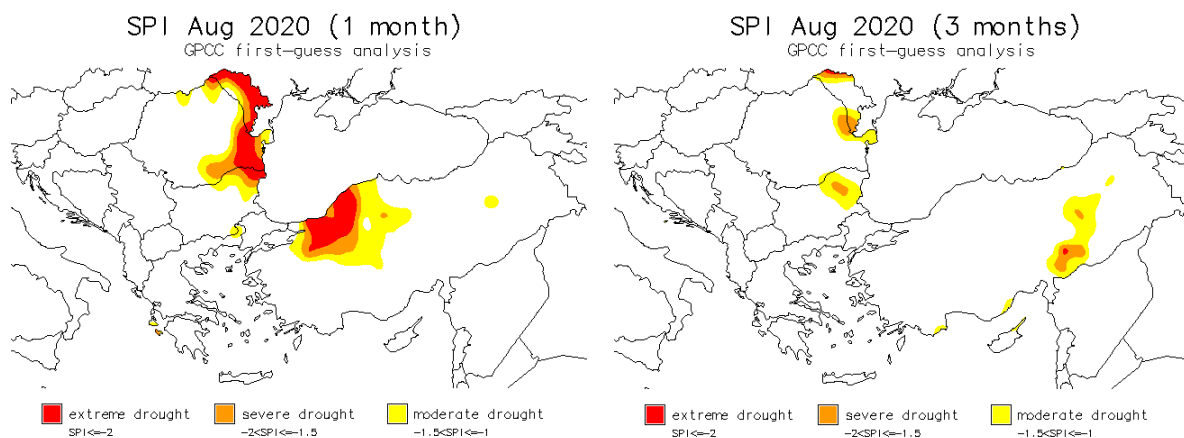 SPI Aug 2020 (1 month)
GPCC first-guess analysis
extreme drought
SPI<=-2
severe drought
-2<SPI<=-1.5
moderate drought
-1.5<SPI<=-1
SPI Aug 2020 (3 months)
GPCC first-guess analysis
extreme drought
SPI<=-2
severe drought
-2<SPI<=-1.5
moderate drought
-1.5<SPI<=-1